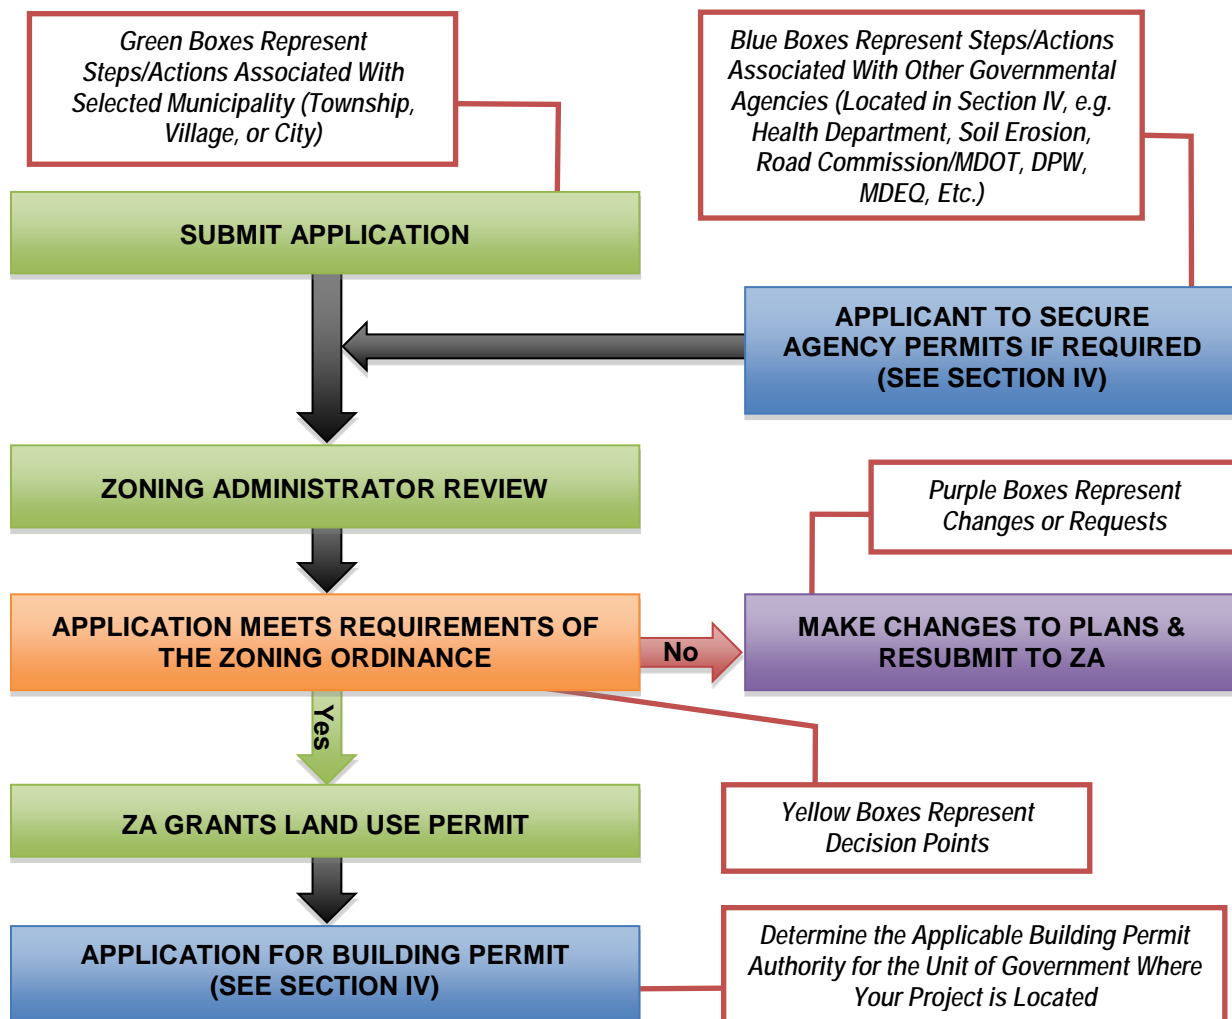 Green Boxes Represent
Steps/Actions Associated With
Selected Municipality (Township,
Village, or City)
Blue Boxes Represent Steps/Actions
Associated With Other Governmental
Agencies (Located in Section IV, e.g.
Health Department, Soil Erosion,
Road Commission/MDOT, DPW,
MDEQ, Etc.)
SUBMIT APPLICATION
APPLICANT TO SECURE
AGENCY PERMITS IF REQUIRED
(SEE SECTION IV)
ZONING ADMINISTRATOR REVIEW
Purple Boxes Represent
Changes or Requests
APPLICATION MEETS REQUIREMENTS OF
THE ZONING ORDINANCE
No
MAKE CHANGES TO PLANS &
RESUBMIT TO ZA
Yes
ZA GRANTS LAND USE PERMIT
Yellow Boxes Represent
Decision Points
APPLICATION FOR BUILDING PERMIT
(SEE SECTION IV)
Determine the Applicable Building Permit
Authority for the Unit of Government Where
Your Project is Located